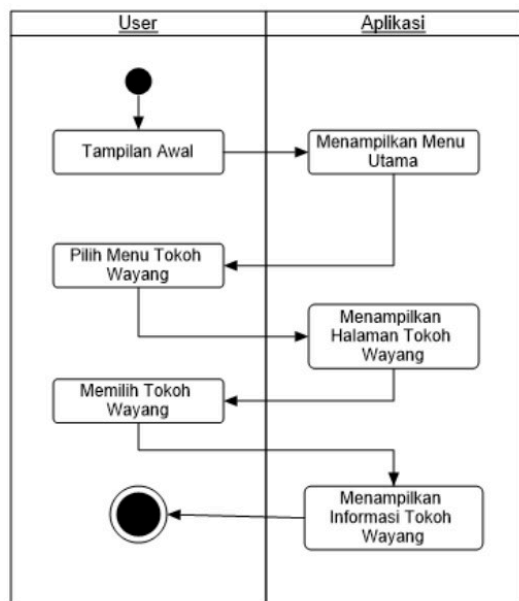 User
Aplikasi
Tampilan Awal
Menampilkan Menu
Utama
Pilih Menu Tokoh
Wayang
Menampilkan
Halaman Tokoh
Wayang
Memilih Tokoh
Wayang
Menampilkan
Informasi Tokoh
Wayang